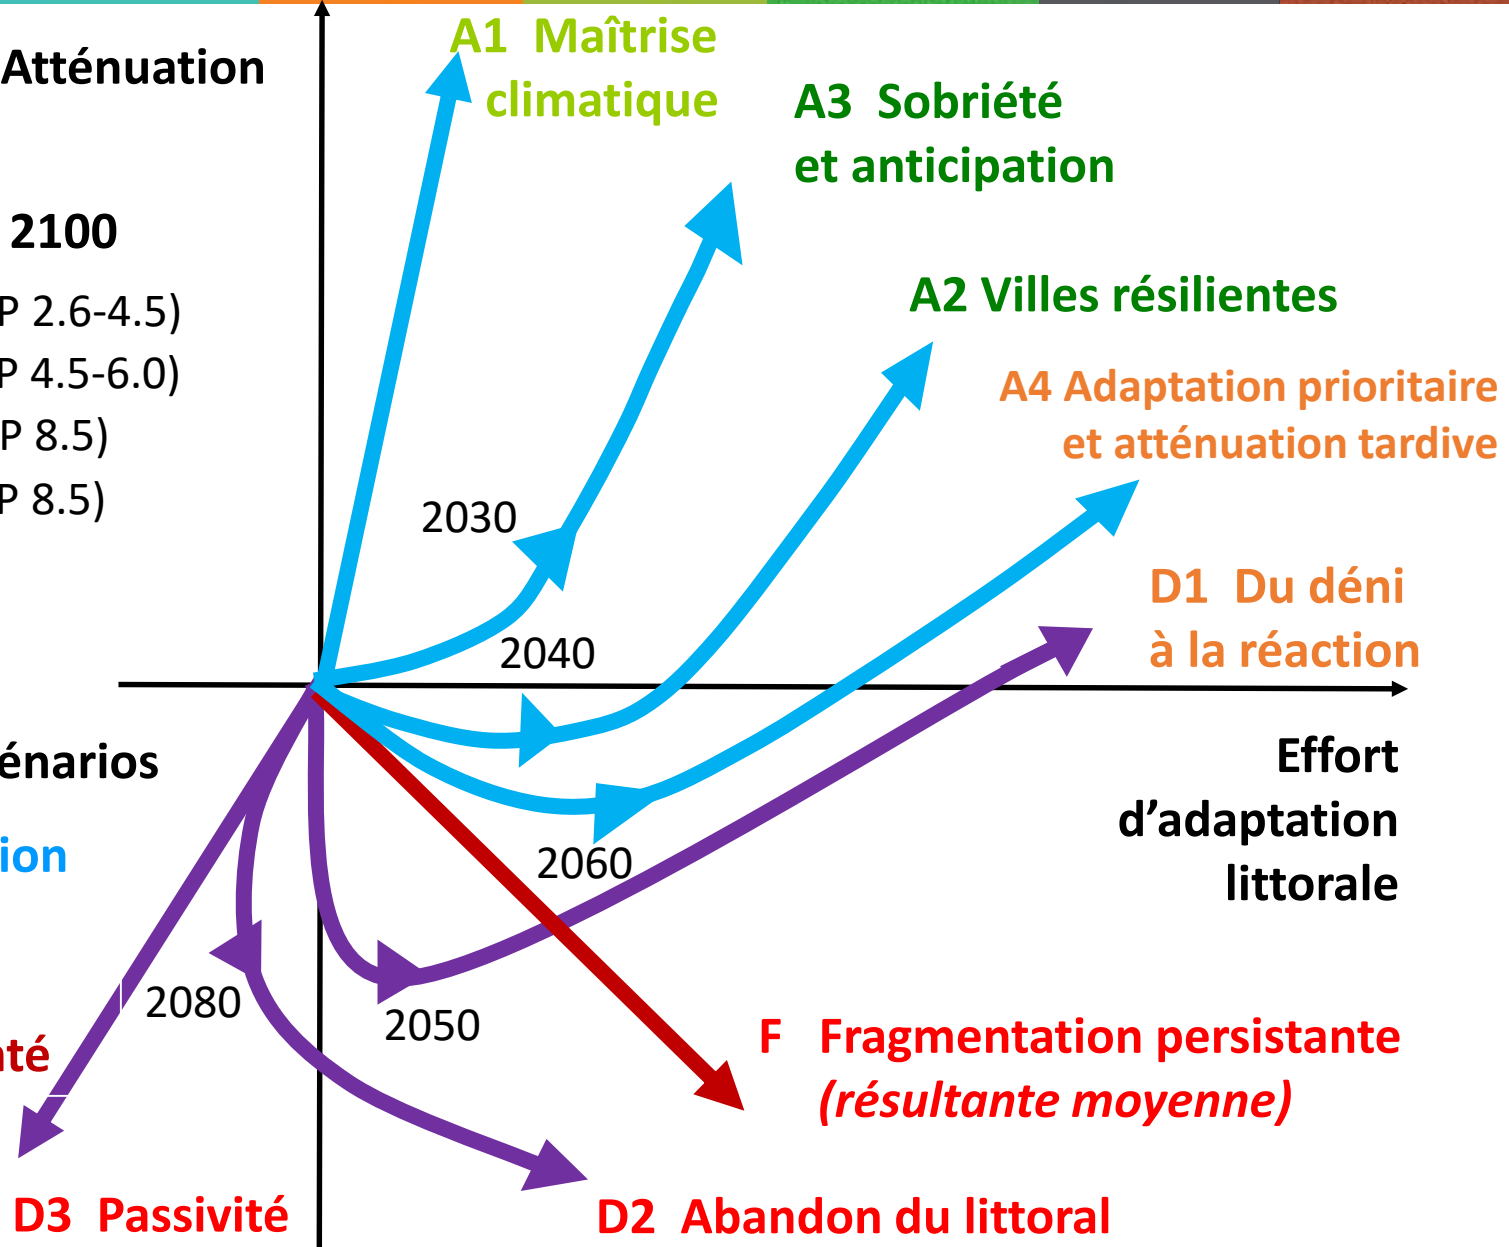 Atténuation
A1 Maîtrise
climatique
A3 Sobriété
et anticipation
2100
P 2.6-4.5)
P 4.5-6.0)
P 8.5)
P 8.5)
A2 Villes résilientes
A4 Adaptation prioritaire
et atténuation tardive
2030
D1 Du déni
à la réaction
2040
énarios
Effort
d’adaptation
littorale
ion
2060
2080
2050
F Fragmentation persistante
(résultante moyenne)
té
D3 Passivité
D2 Abandon du littoral